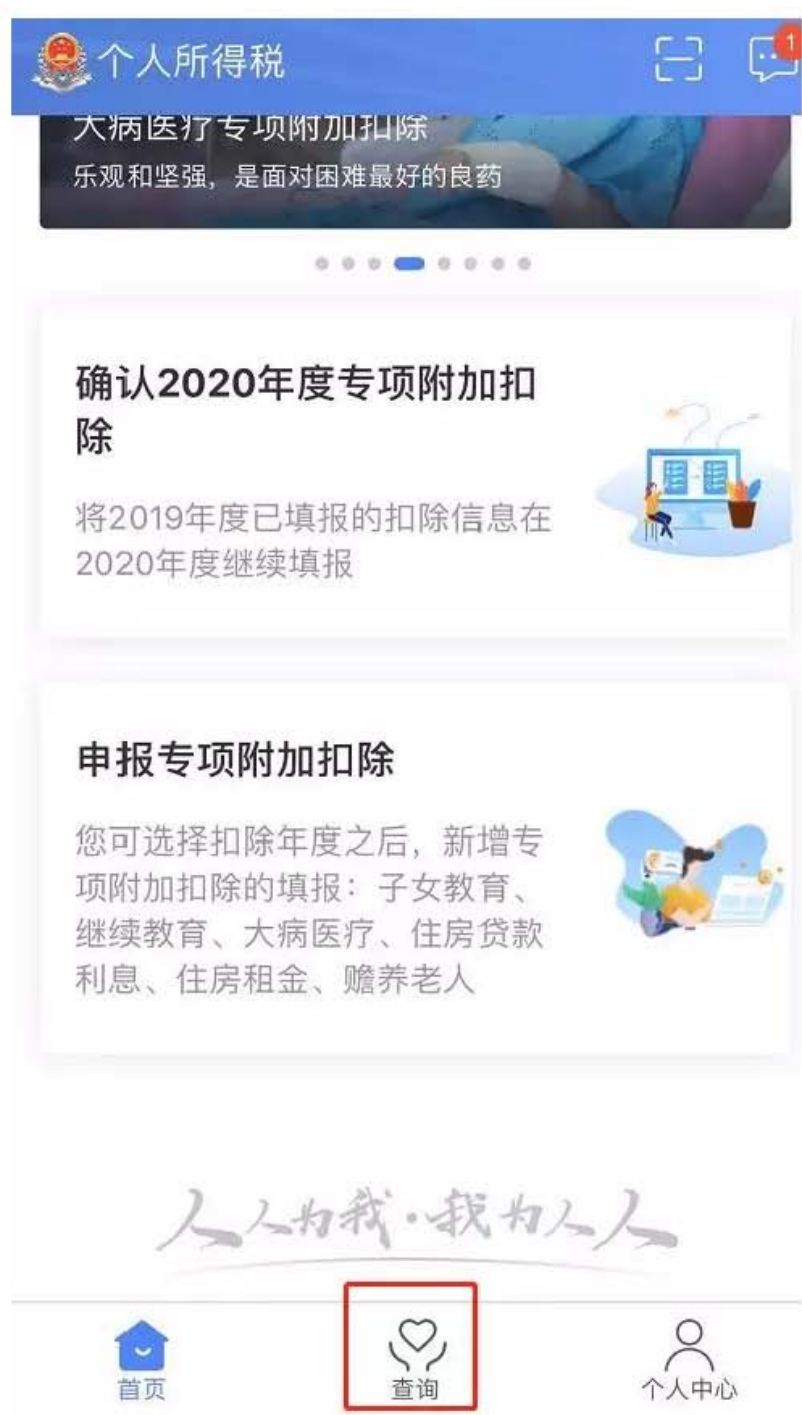 个人所得税
1
大病医疗专项附加扣除
乐观和坚强，是面对困难最好的良药
确认2020年度专项附加扣
除
将2019年度已填报的扣除信息在
2020年度继续填报
申报专项附加扣除
您可选择扣除年度之后，新增专
项附加扣除的填报：子女教育、
继续教育、大病医疗、住房贷款
利息、住房租金、赡养老人
人人为我·我为人人
首页
查询
个人中心